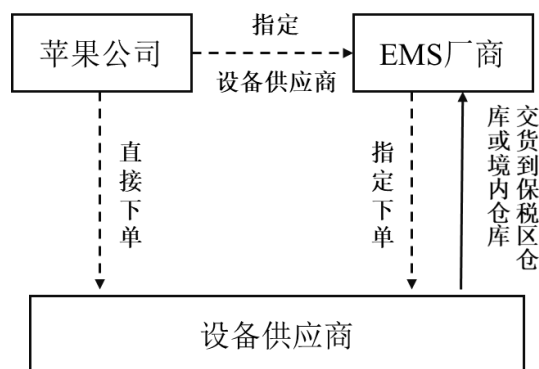 苹果公司
指定
设备供应商
EMS厂商
直接下单
指定下单
交货到保税区仓
库或境内仓库
设备供应商